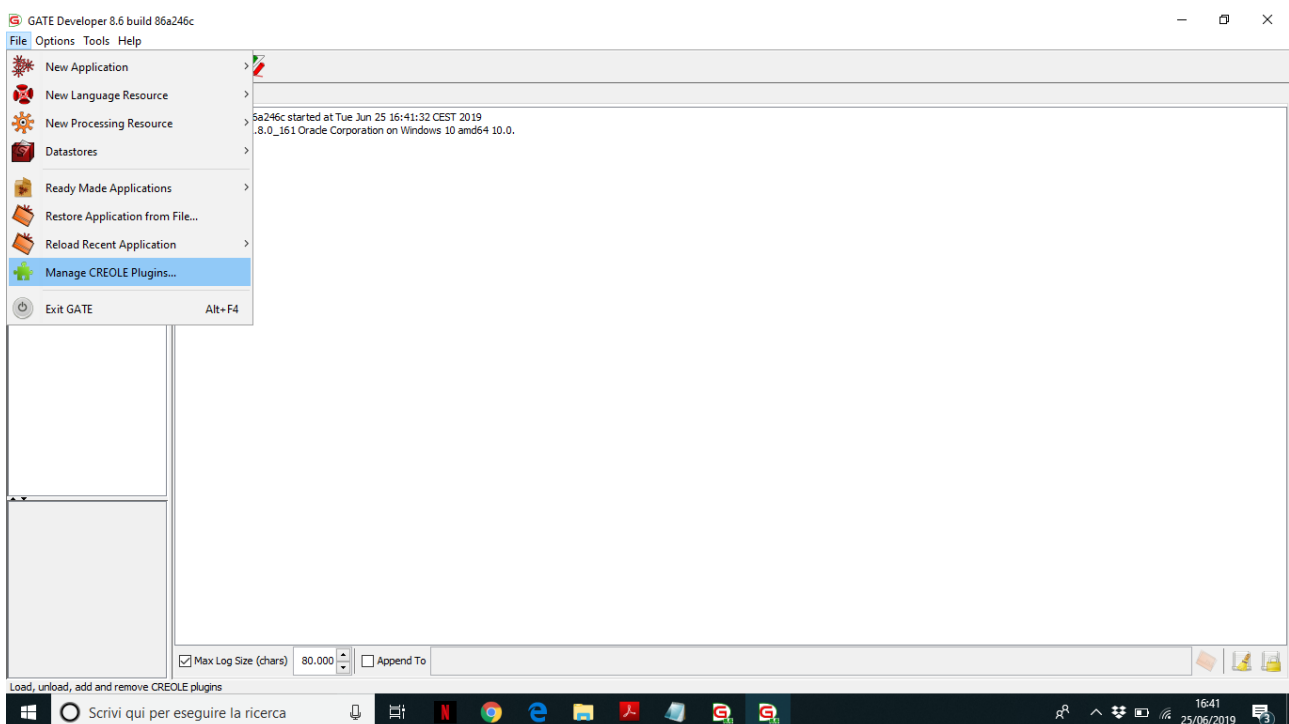 GATE Developer 8.6 build 86a246c
File Options Tools Help
New Application
New Language Resource
New Processing Resource
Datastores
Ready Made Applications
Restore Application from File...
Reload Recent Application
Manage CREOLE Plugins...
Exit GATE Alt+F4
5a246c started at Tue Jun 25 16:41:32 CEST 2019
.8.0_161 Oracle Corporation on Windows 10 amd64 10.0.
Max Log Size (chars) 80.000 Append To
Load, unload, add and remove CREOLE plugins
Scrivi qui per eseguire la ricerca
16:41
25/06/2019
3